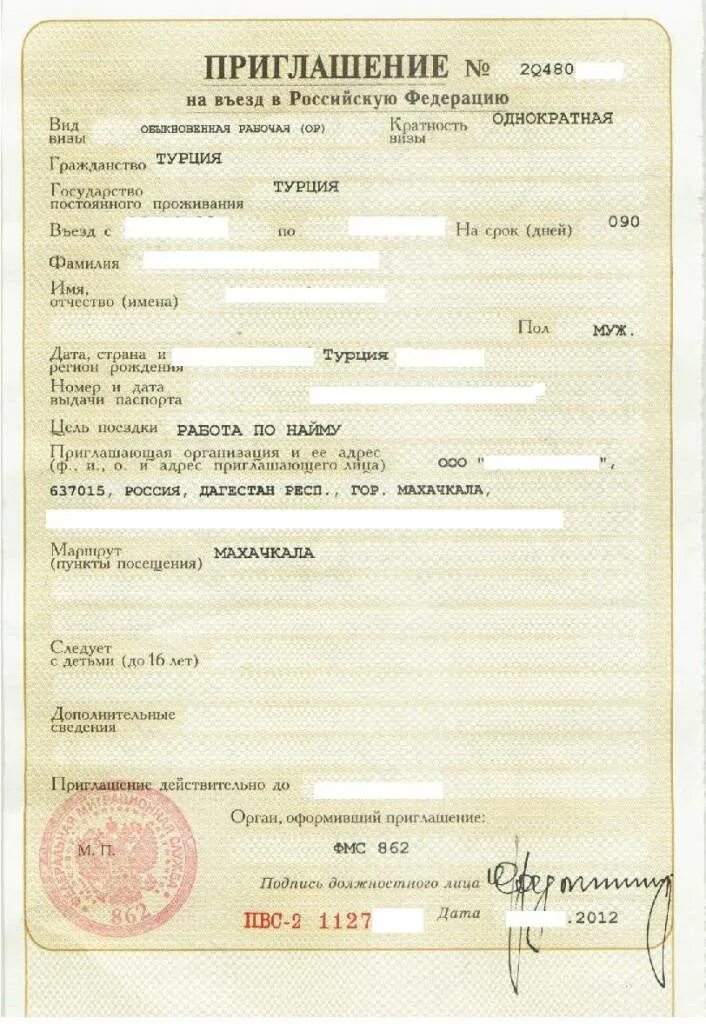 ПРИГЛАШЕНИЕ № 2Q480
на въезд в Российскую Федерацию
Вид визы ОБЫКНОВЕННАЯ РАБОЧАЯ (ОР) Кратность визы ОДНОКРАТНАЯ
Гражданство ТУРЦИЯ
Государство
постоянного проживания ТУРЦИЯ
Въезд с по На срок (дней) 090
Фамилия
Имя,
отчество (имена)
Пол МУЖ.
Дата, страна и
регион рождения Турция
Номер и дата
выдачи паспорта
Цель поездки РАБОТА ПО НАЙМУ
Приглашающая организация и ее адрес
(ф., и., о. и адрес приглашающего лица) ООО " ",
637015, РОССИЯ, ДАГЕСТАН РЕСП., ГОР. МАХАЧКАЛА,
Маршрут
(пункты посещения) МАХАЧКАЛА
Следует
с детьми (до 16 лет)
Дополнительные
сведения
Приглашение действительно до
Орган, оформивший приглашение:
М. П. ФМС 862
ФЕДЕРАЛЬНАЯ МИГРАЦИОННАЯ СЛУЖБА
862
Подпись должностного лица
ПВС-2 1127 Дата .2012